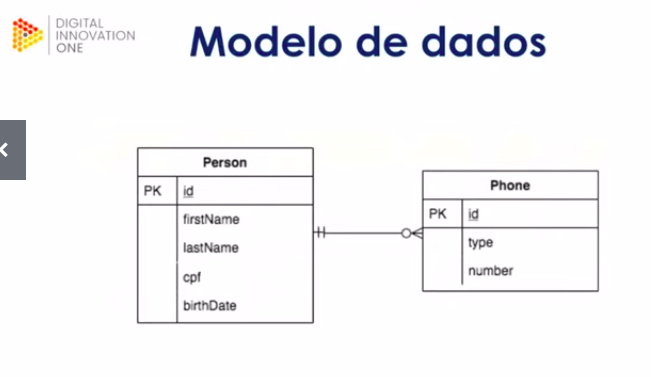 DIGITAL
INNOVATION
ONE
Modelo de dados
Person
PK id
firstName
lastName
cpf
birthDate
Phone
PK id
type
number